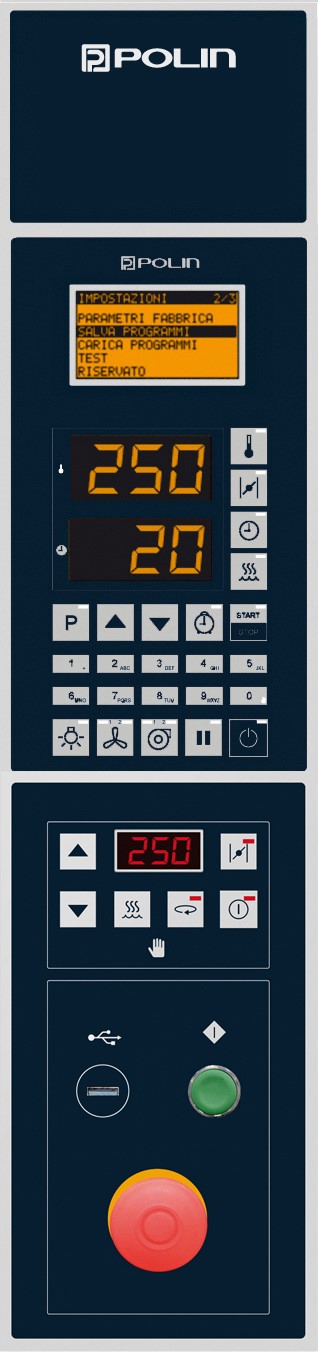 POLIN
POLIN
IMPOSTAZIONI 2/3
PARAMETRI FABBRICA
SALVA PROGRAMMI
CARICA PROGRAMMI
TEST
RISERVATO
250
20
P
START
STOP
1 2 ABC 3 DEF 4 GHI 5 JKL
6 MNO 7 PQRS 8 TUV 9 WXYZ 0
1 2 1 2
250